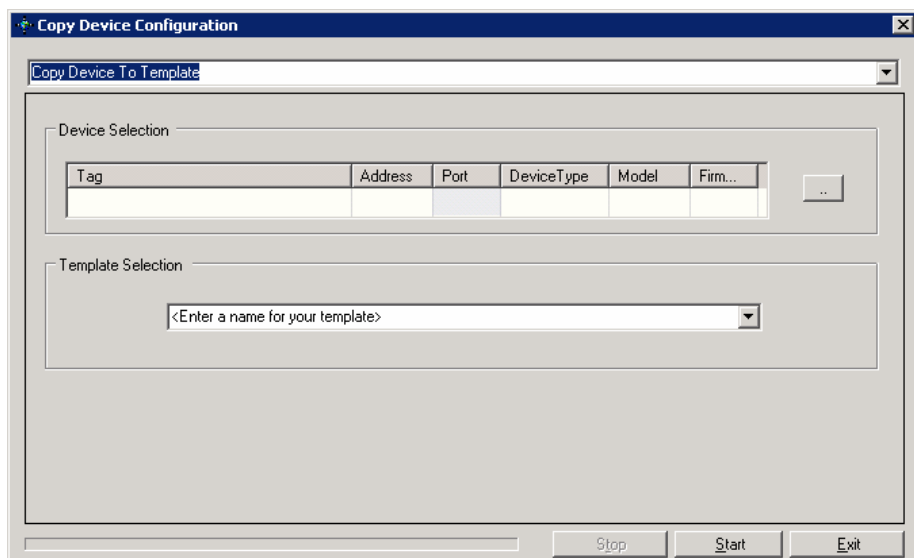 Copy Device Configuration
Copy Device To Template
Device Selection
Tag Address Port DeviceType Model Firm...
..
Template Selection
<Enter a name for your template>
Stop Start Exit